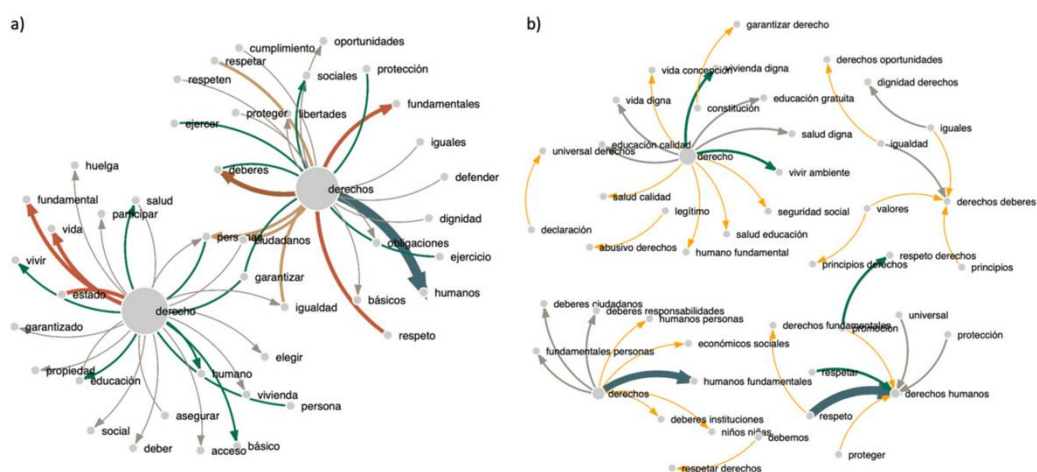 a)
oportunidades
cumplimiento
respetar
protección
respeten
sociales
fundamentales
proteger
libertades
ejercer
iguales
deberes
defender
derechos
dignidad
personas
ciudadanos
obligaciones
ejercicio
garantizar
básicos
humanos
igualdad
respeto
huelga
fundamental
salud
participar
vida
vivir
estado
derecho
garantizado
elegir
propiedad
educación
humano
vivienda
persona
asegurar
social
deber
acceso
básico
b)
garantizar derecho
vida concepción
vivienda digna
derechos oportunidades
dignidad derechos
vida digna
constitución
educación gratuita
iguales
educación calidad
salud digna
igualdad
universal derechos
derecho
vivir ambiente
salud calidad
legítimo
seguridad social
valores
derechos deberes
declaración
abusivo derechos
salud educación
humano fundamental
principios derechos
respeto derechos
principios
deberes ciudadanos
deberes responsabilidades
humanos personas
derechos fundamentales
promoción
universal
protección
fundamentales personas
económicos sociales
respetar
derechos
humanos fundamentales
derechos humanos
respeto
deberes instituciones
niños niñas
debemos
proteger
respetar derechos